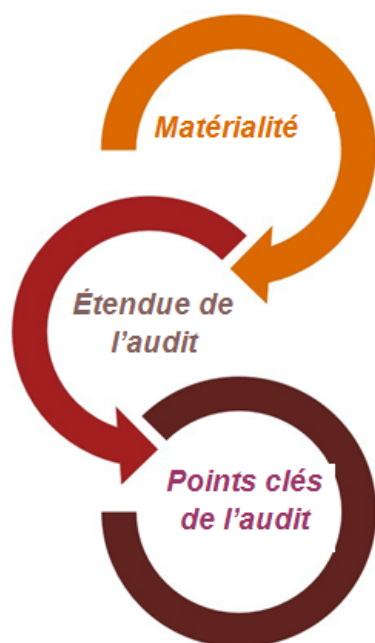 Matérialité
Étendue de
l'audit
Points clés
de l'audit